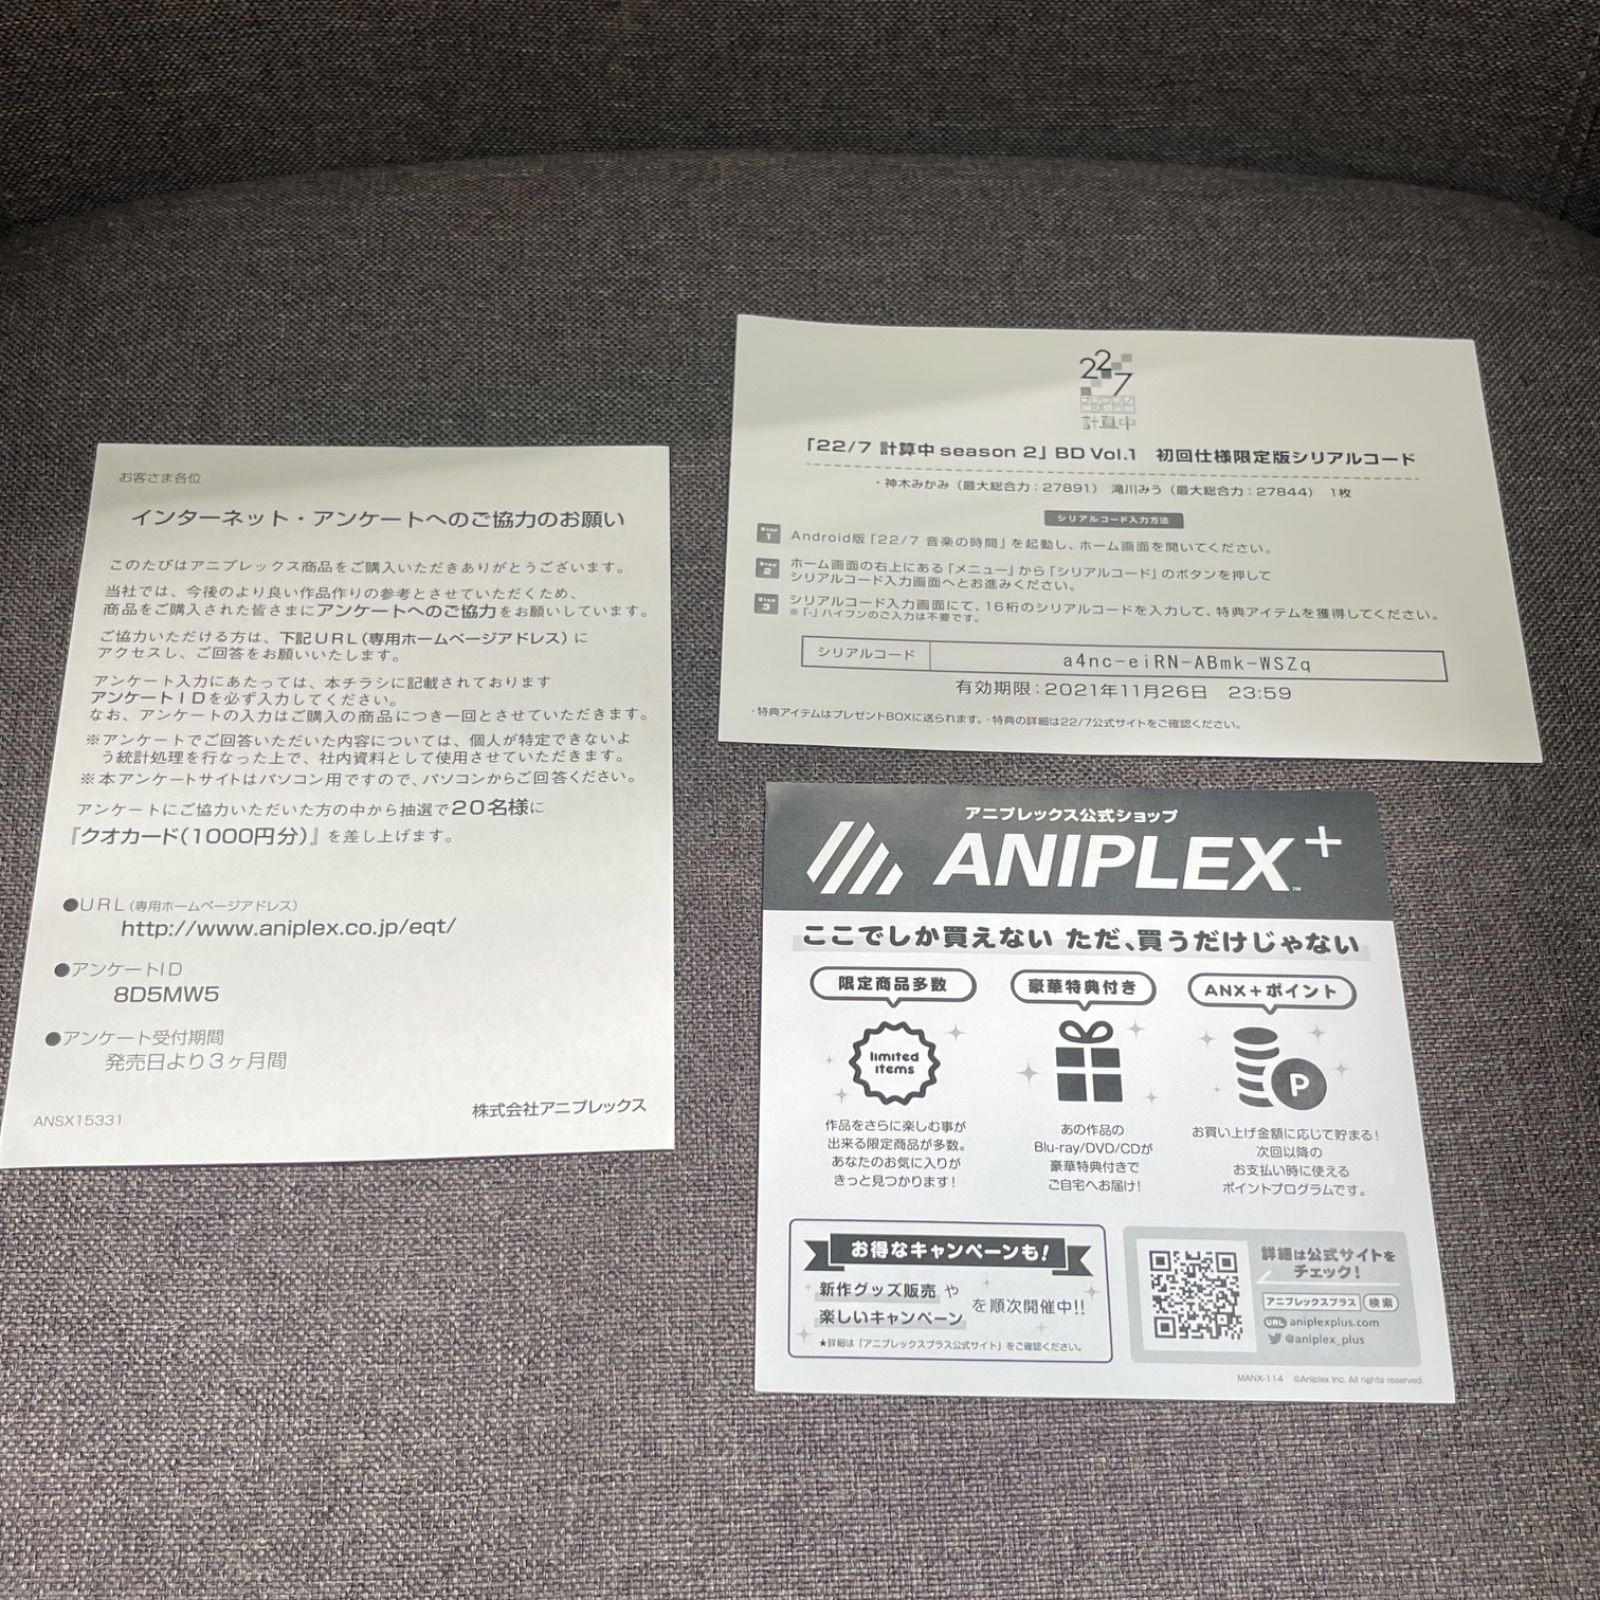 お客さま各位
インターネット・アンケートへのご協力のお願い
このたびはアニプレックス商品をご購入いただきありがとうございます。
当社では、今後のより良い作品作りの参考とさせていただくため、
商品をご購入された皆さまにアンケートへのご協力をお願いしています。
ご協力いただける方は、下記URL(専用ホームページアドレス)に
アクセスし、ご回答をお願いいたします。
アンケート入力にあたっては、本チラシに記載されております
アンケートIDを必ず入力してください。
なお、アンケートの入力はご購入の商品につき一回とさせていただきます。
※アンケートでご回答いただいた内容については、個人が特定できないよ
う統計処理を行なった上で、社内資料として使用させていただきます。
※本アンケートサイトはパソコン用ですので、パソコンからご回答ください。
アンケートにご協力いただいた方の中から抽選で20名様に
『クオカード(1000円分)』を差し上げます。
●URL(専用ホームページアドレス)
http://www.aniplex.co.jp/eqt/
●アンケートID
8D5MW5
●アンケート受付期間
発売日より3ヶ月間
株式会社アニプレックス
ANSX15331
22/7
計算中
「22/7 計算中 season 2」BD Vol.1 初回仕様限定版シリアルコード
・神木みかみ(最大総合力:27891) 滝川みう(最大総合力:27844) 1枚
シリアルコード入力方法
Step 1 Android版「22/7 音楽の時間」を起動し、ホーム画面を開いてください。
Step 2 ホーム画面の右上にある「メニュー」から「シリアルコード」のボタンを押して
シリアルコード入力画面へとお進みください。
Step 3 シリアルコード入力画面にて、16桁のシリアルコードを入力して、特典アイテムを獲得してください。
※「-」ハイフンのご入力は不要です。
シリアルコード a4nc-eiRN-ABmk-WSZq
有効期限:2021年11月26日 23:59
・特典アイテムはプレゼントBOXに送られます。・特典の詳細は22/7公式サイトをご確認ください。
アニプレックス公式ショップ
ANIPLEX+™
ここでしか買えない ただ、買うだけじゃない
限定商品多数
limited
items
作品をさらに楽しむ事が
出来る限定商品が多数。
あなたのお気に入りが
きっと見つかります!
豪華特典付き
あの作品の
Blu-ray/DVD/CDが
豪華特典付きで
ご自宅へお届け!
ANX+ポイント
P
お買い上げ金額に応じて貯まる!
次回以降の
お支払い時に使える
ポイントプログラムです。
お得なキャンペーンも!
新作グッズ販売 や
楽しいキャンペーン
を順次開催中!!
★詳細は「アニプレックスプラス公式サイト」をご確認ください。
詳細は公式サイトを
チェック!
アニプレックスプラス 検索
URL aniplexplus.com
@aniplex_plus
MANX-114 ©Aniplex Inc. All rights reserved.